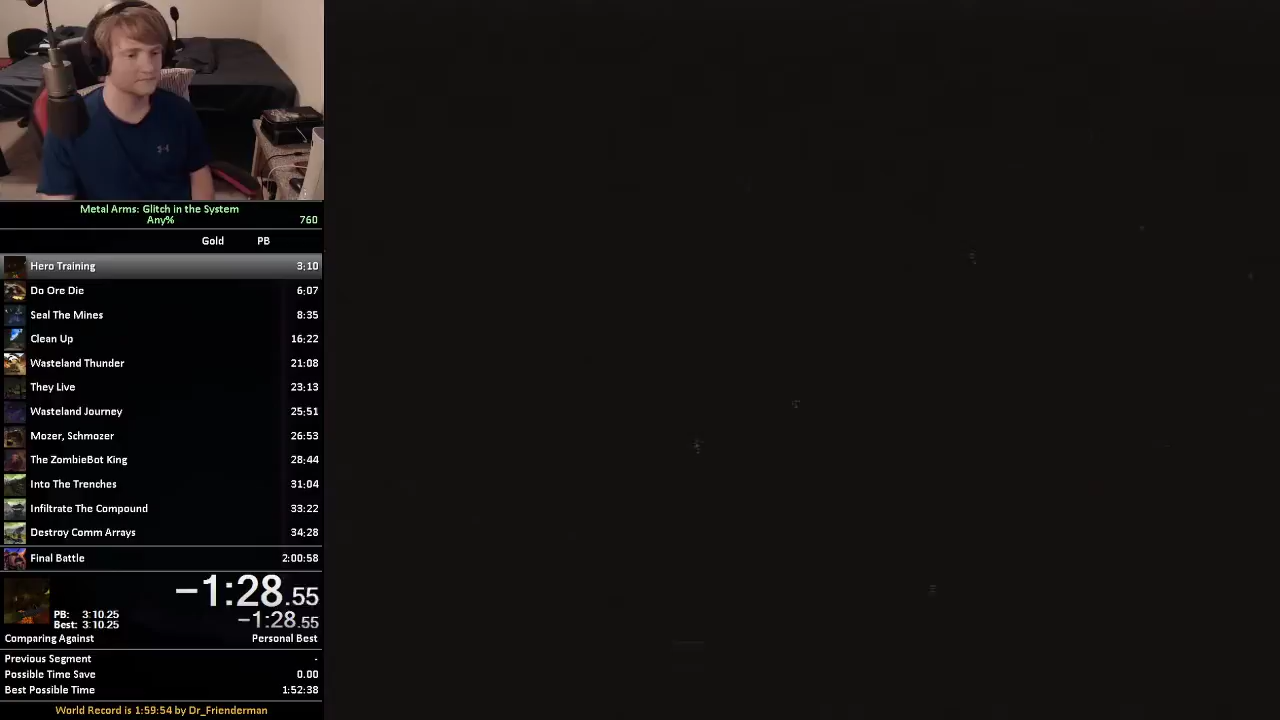 Metal Arms: Glitch in the System
Any% 760
Gold PB
Hero Training 3:10
Do Ore Die 6:07
Seal The Mines 8:35
Clean Up 16:22
Wasteland Thunder 21:08
They Live 23:13
Wasteland Journey 25:51
Mozer, Schmozer 26:53
The ZombieBot King 28:44
Into The Trenches 31:04
Infiltrate The Compound 33:22
Destroy Comm Arrays 34:28
Final Battle 2:00:58
−1:28.55
PB: 3:10.25 −1:28.55
Best: 3:10.25
Comparing Against Personal Best
Previous Segment -
Possible Time Save 0.00
Best Possible Time 1:52:38
World Record is 1:59:54 by Dr_Frienderman